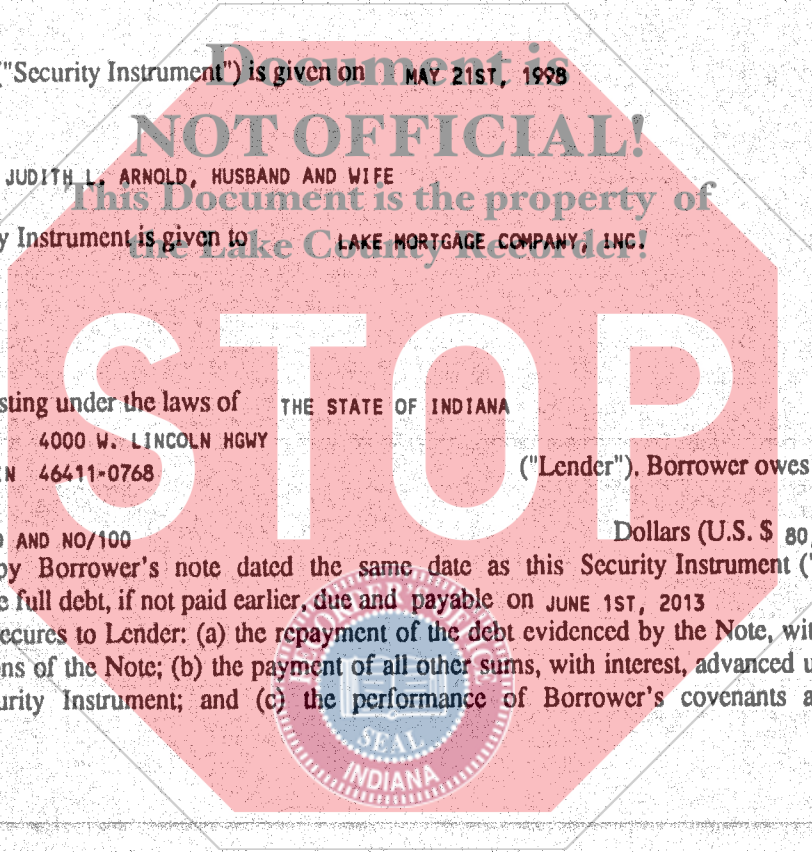 ("Security Instrument") is given on MAY 21ST, 1998
Document is
NOT OFFICIAL!
JUDITH L. ARNOLD, HUSBAND AND WIFE
This Document is the property of
y Instrument is given to LAKE MORTGAGE COMPANY, INC.
the Lake County Recorder!
STOP
sting under the laws of THE STATE OF INDIANA
4000 W. LINCOLN HGWY
N 46411-0768 ("Lender"). Borrower owes
AND NO/100 Dollars (U.S. $ 80,
by Borrower's note dated the same date as this Security Instrument ("
e full debt, if not paid earlier, due and payable on JUNE 1ST, 2013
ecures to Lender: (a) the repayment of the debt evidenced by the Note, wit
ons of the Note; (b) the payment of all other sums, with interest, advanced u
urity Instrument; and (c) the performance of Borrower's covenants a
RECORDER'S OFFICE
SEAL
INDIANA